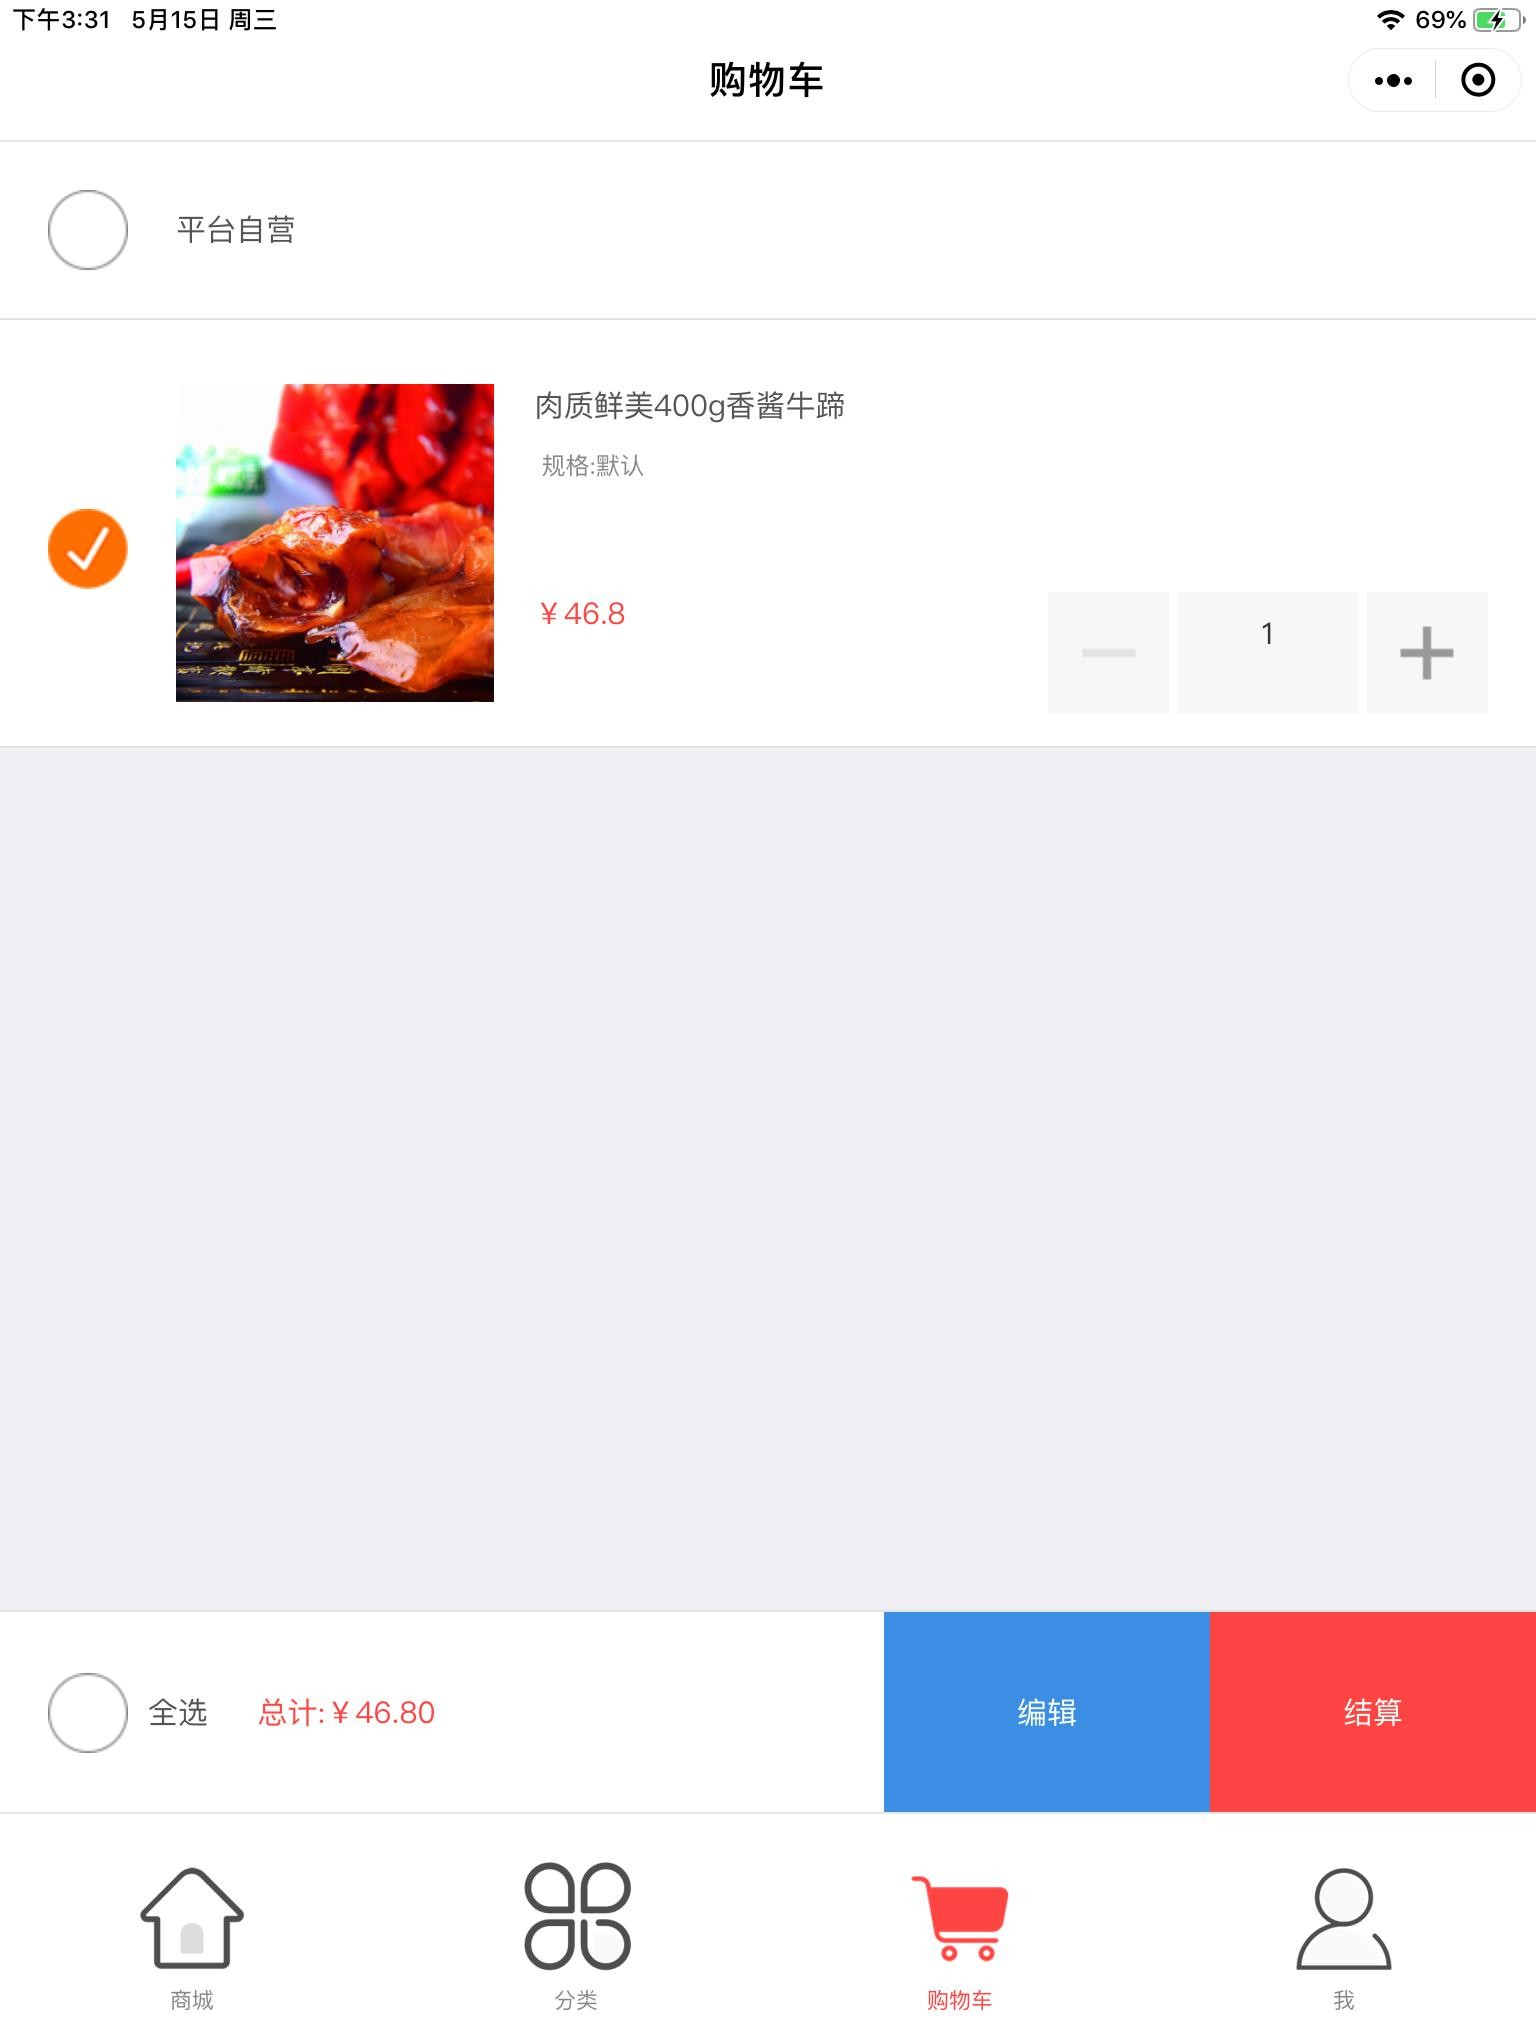 下午3:31 5月15日 周三
69%
购物车
平台自营
肉质鲜美400g香酱牛蹄
规格:默认
¥ 46.8
1
全选
总计: ¥ 46.80
编辑
结算
商城
分类
购物车
我